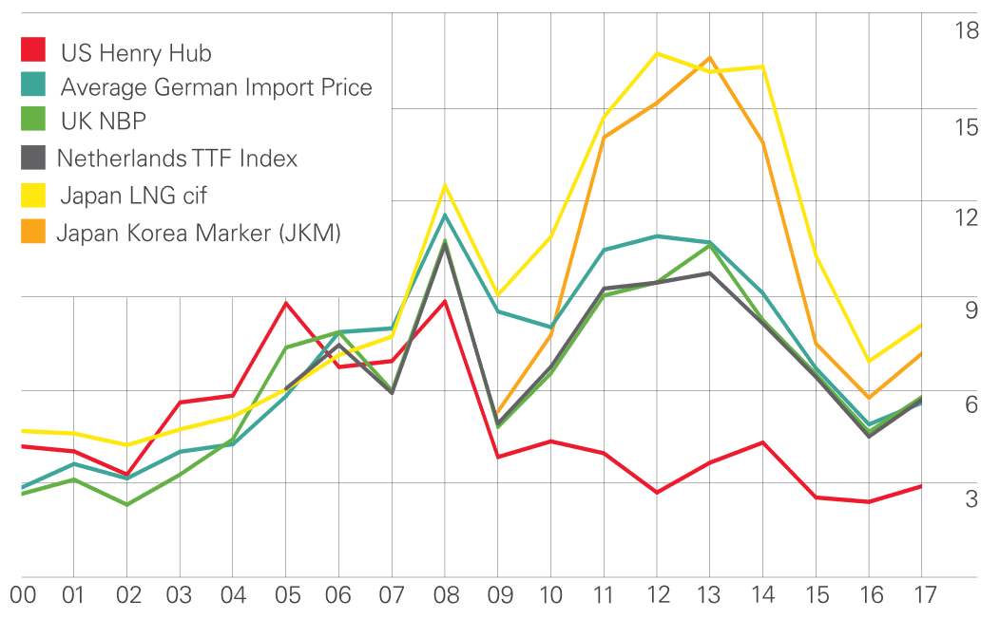 US Henry Hub
Average German Import Price
UK NBP
Netherlands TTF Index
Japan LNG cif
Japan Korea Marker (JKM)
18
15
12
9
6
3
00 01 02 03 04 05 06 07 08 09 10 11 12 13 14 15 16 17